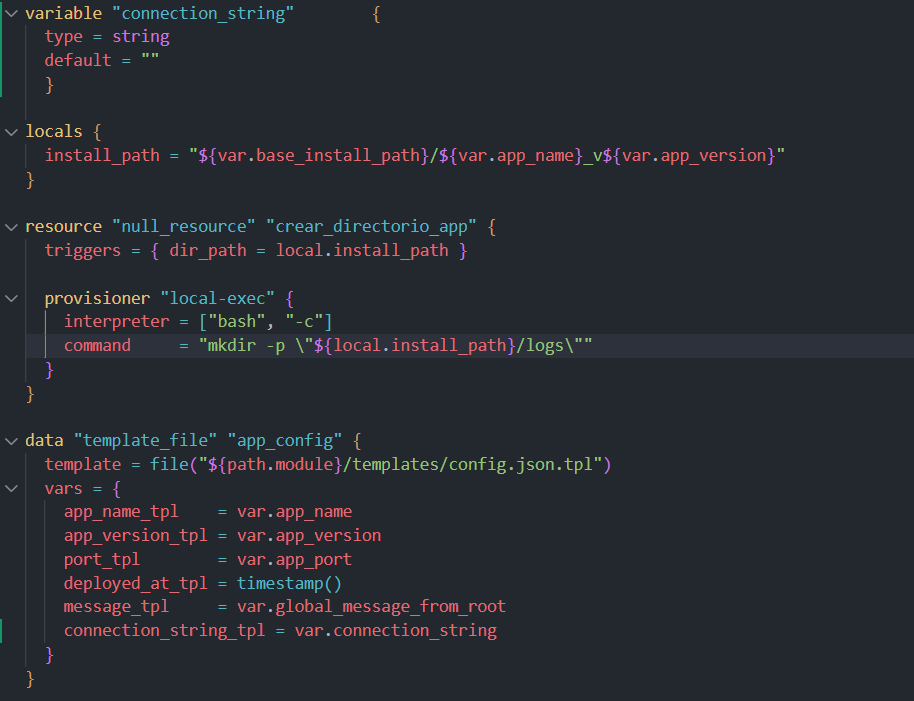 variable "connection_string"        {
  type = string
  default = ""
  }

locals {
  install_path = "${var.base_install_path}/${var.app_name}_v${var.app_version}"
}

resource "null_resource" "crear_directorio_app" {
  triggers = { dir_path = local.install_path }

  provisioner "local-exec" {
    interpreter = ["bash", "-c"]
    command     = "mkdir -p \"${local.install_path}/logs\""
  }
}

data "template_file" "app_config" {
  template = file("${path.module}/templates/config.json.tpl")
  vars = {
    app_name_tpl    = var.app_name
    app_version_tpl = var.app_version
    port_tpl        = var.app_port
    deployed_at_tpl = timestamp()
    message_tpl     = var.global_message_from_root
    connection_string_tpl = var.connection_string
  }
}